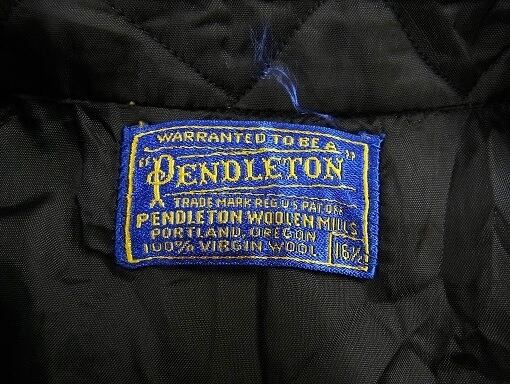 WARRANTED TO BE A
"PENDLETON"
TRADE MARK REG U S PAT OFF
PENDLETON WOOLEN MILLS
PORTLAND, OREGON
100% VIRGIN WOOL 16½